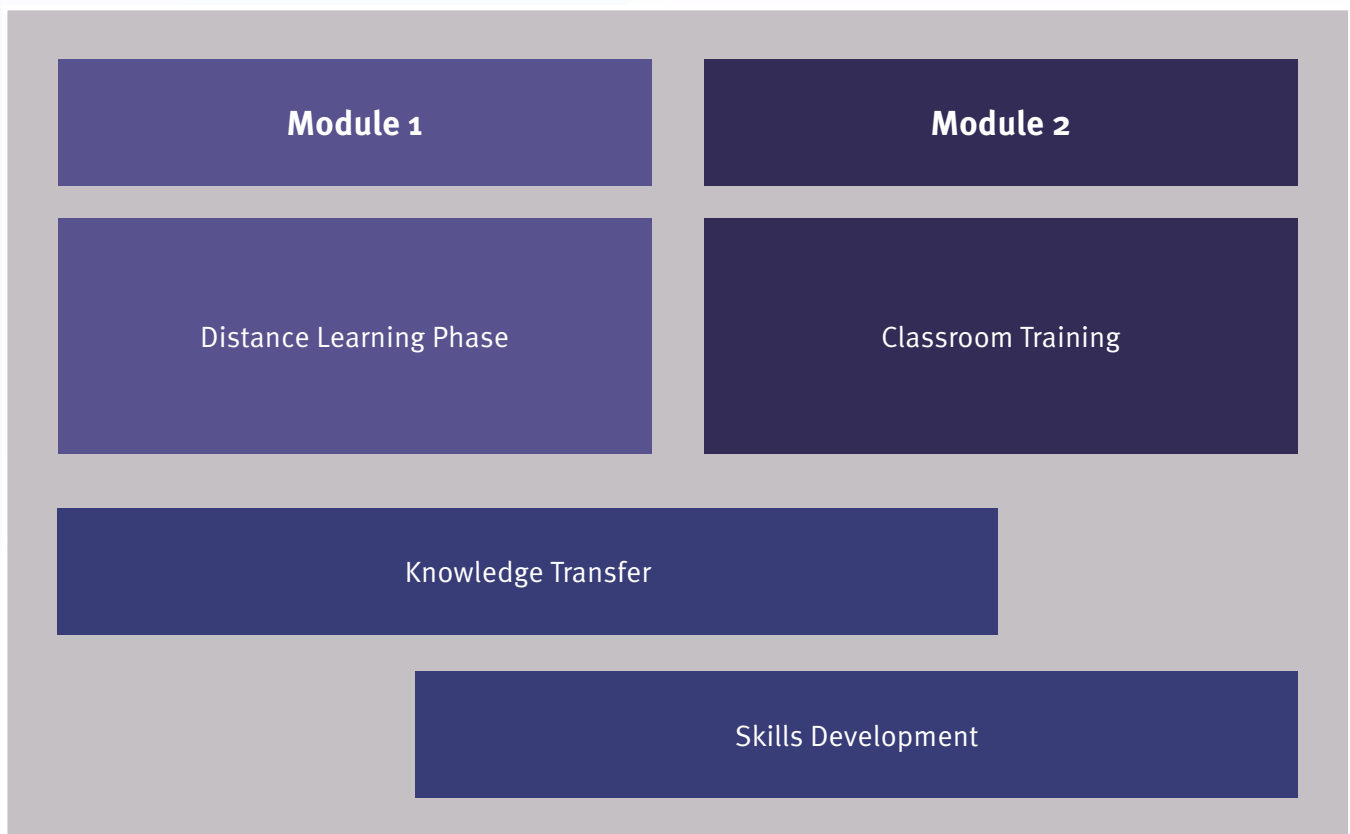 Module 1
Module 2
Distance Learning Phase
Classroom Training
Knowledge Transfer
Skills Development